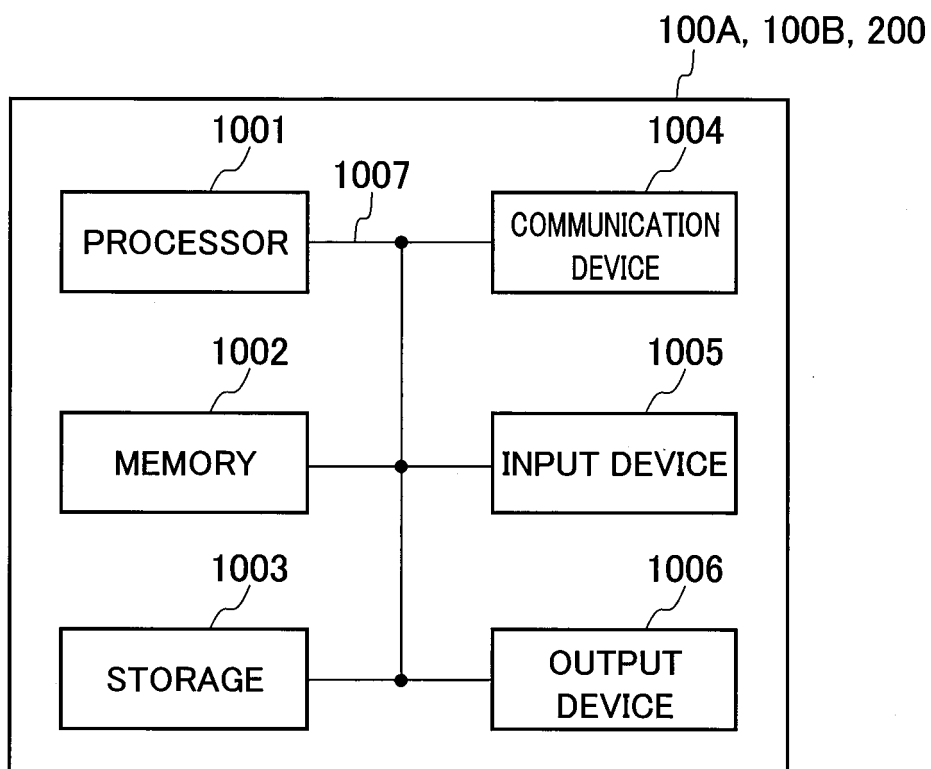 100A, 100B, 200
1001
1004
1007
PROCESSOR
COMMUNICATION
DEVICE
1002
1005
MEMORY
INPUT DEVICE
1003
1006
STORAGE
OUTPUT
DEVICE